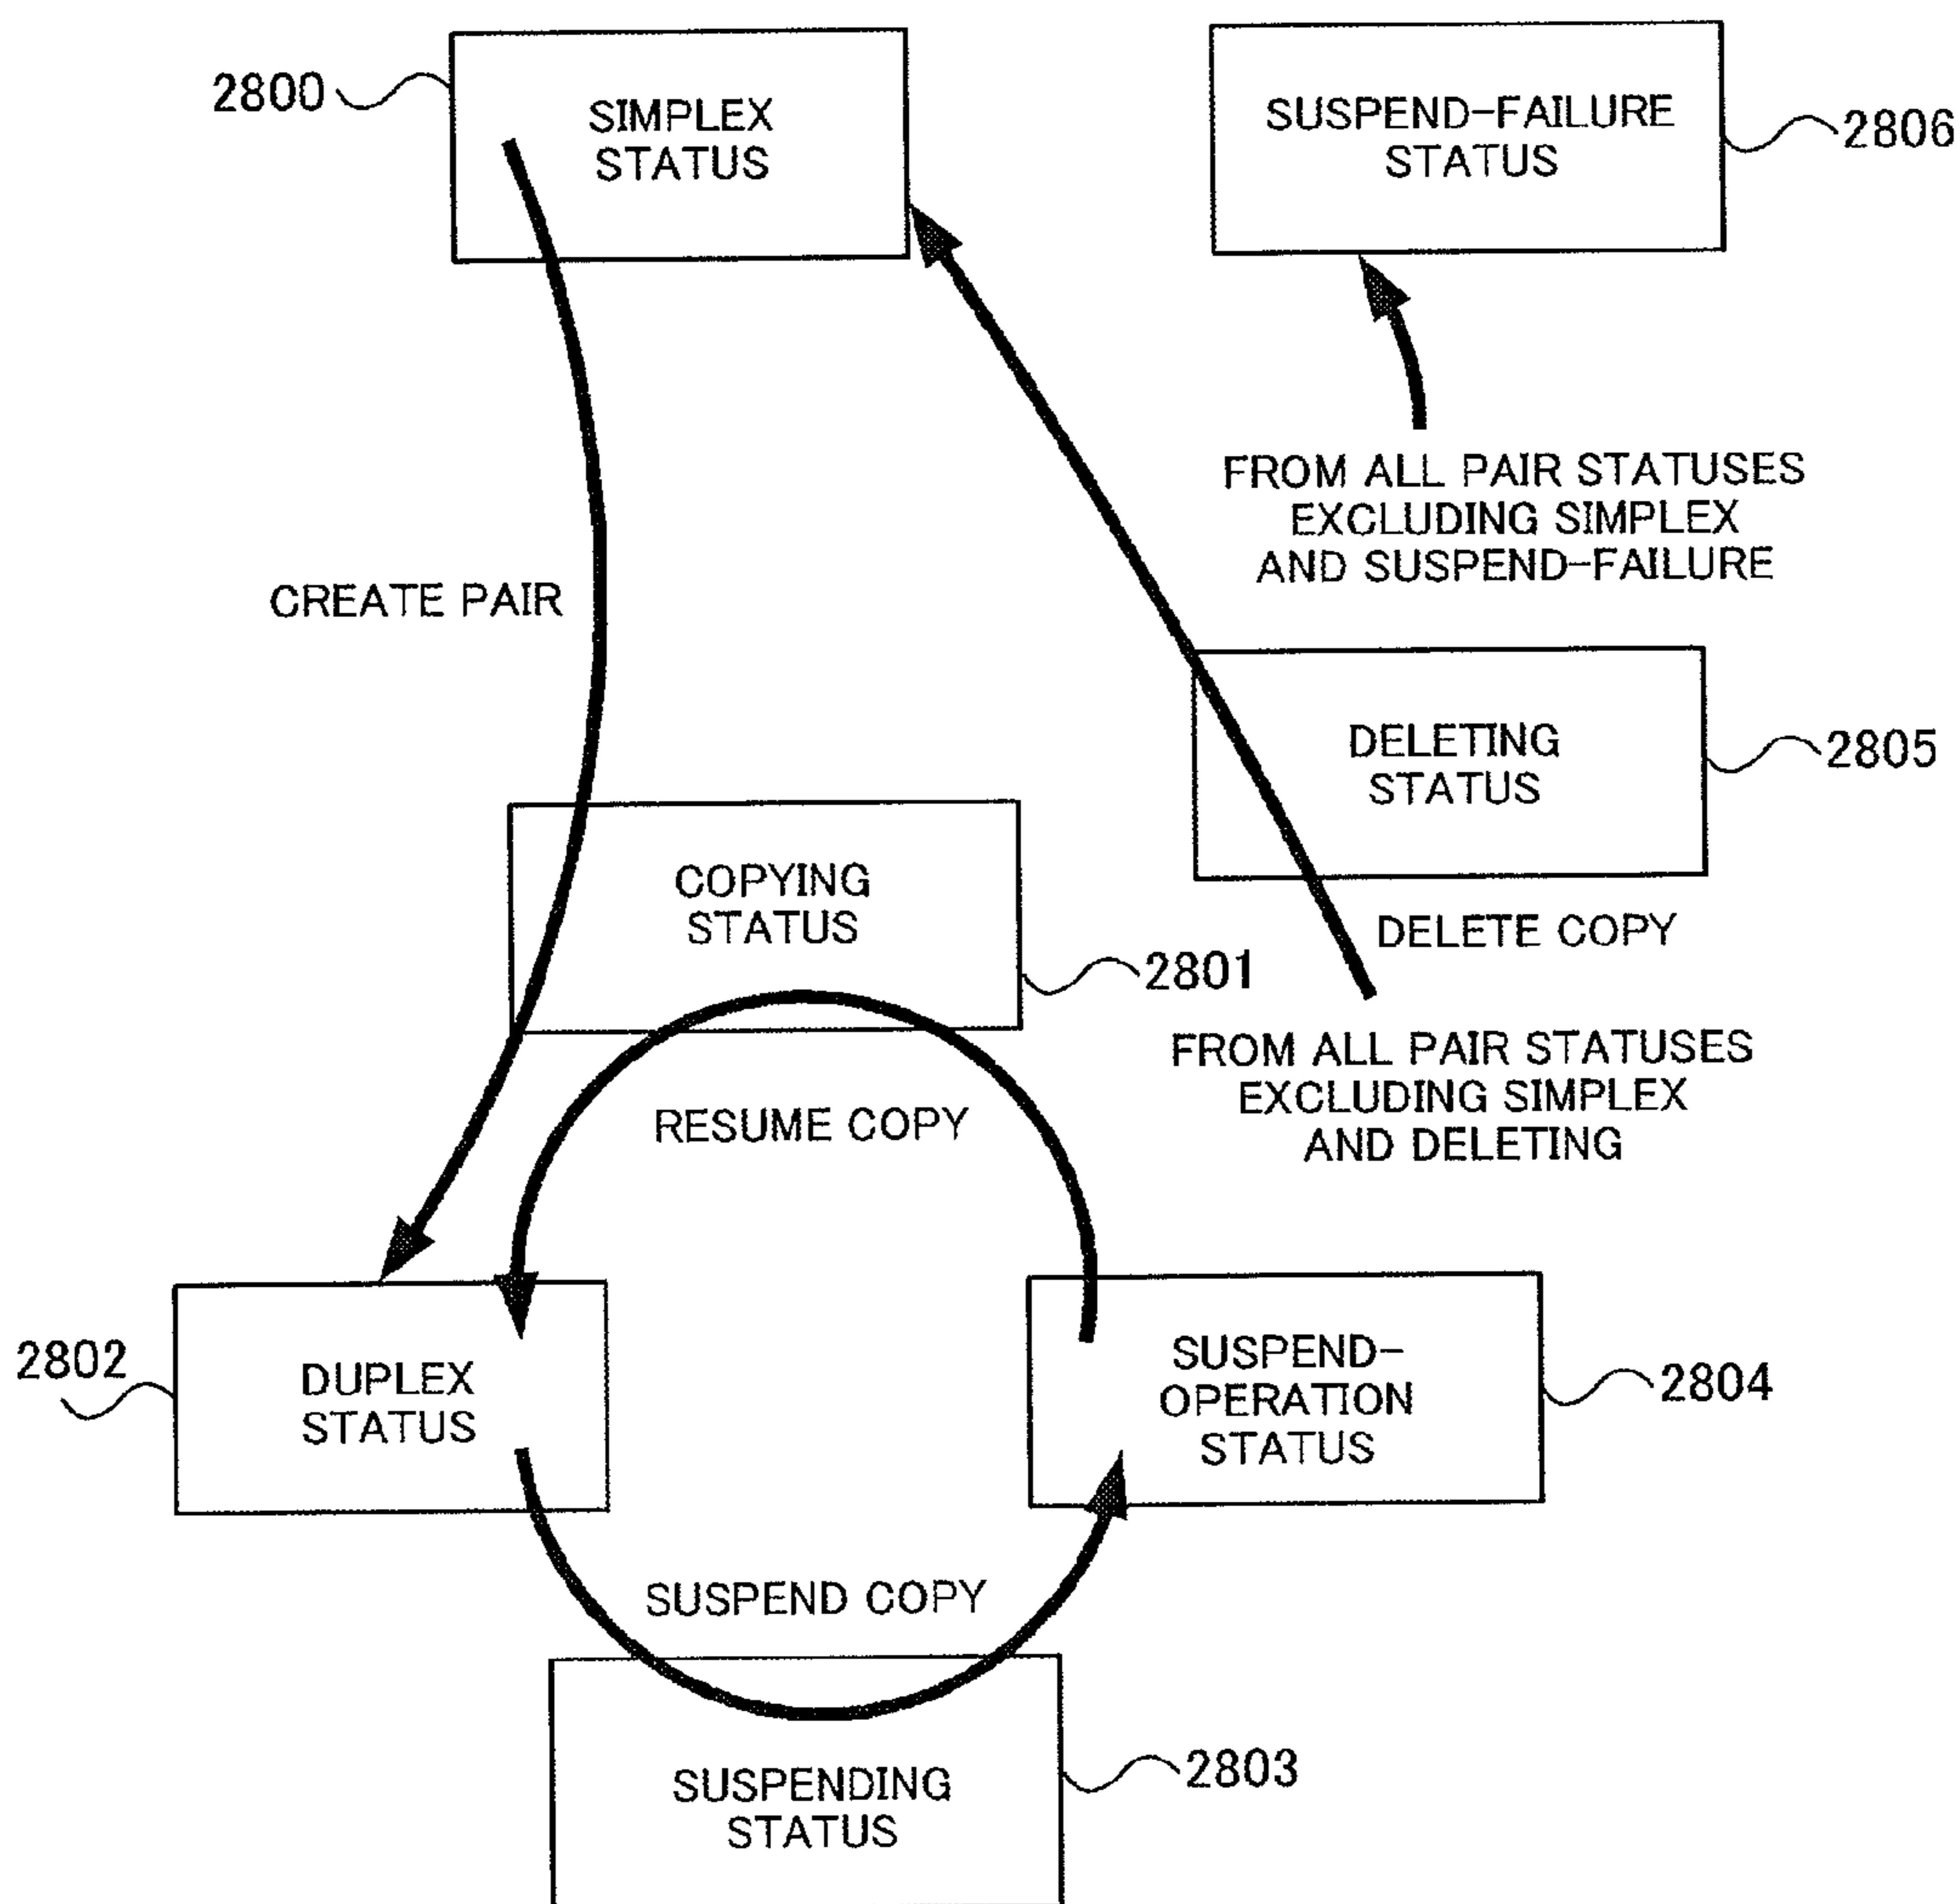 2800
SIMPLEX
STATUS
SUSPEND-FAILURE
STATUS
2806
FROM ALL PAIR STATUSES
EXCLUDING SIMPLEX
AND SUSPEND-FAILURE
CREATE PAIR
DELETING
STATUS
2805
COPYING
STATUS
2801
DELETE COPY
FROM ALL PAIR STATUSES
EXCLUDING SIMPLEX
AND DELETING
RESUME COPY
2802
DUPLEX
STATUS
SUSPEND-
OPERATION
STATUS
2804
SUSPEND COPY
SUSPENDING
STATUS
2803